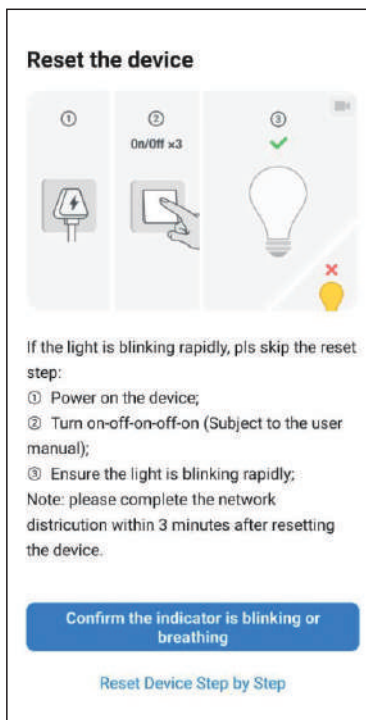 Reset the device
① ② ③
On/Off ×3
If the light is blinking rapidly, pls skip the reset
step:
① Power on the device;
② Turn on-off-on-off-on (Subject to the user
manual);
③ Ensure the light is blinking rapidly;
Note: please complete the network
districution within 3 minutes after resetting
the device.
Confirm the indicator is blinking or
breathing
Reset Device Step by Step